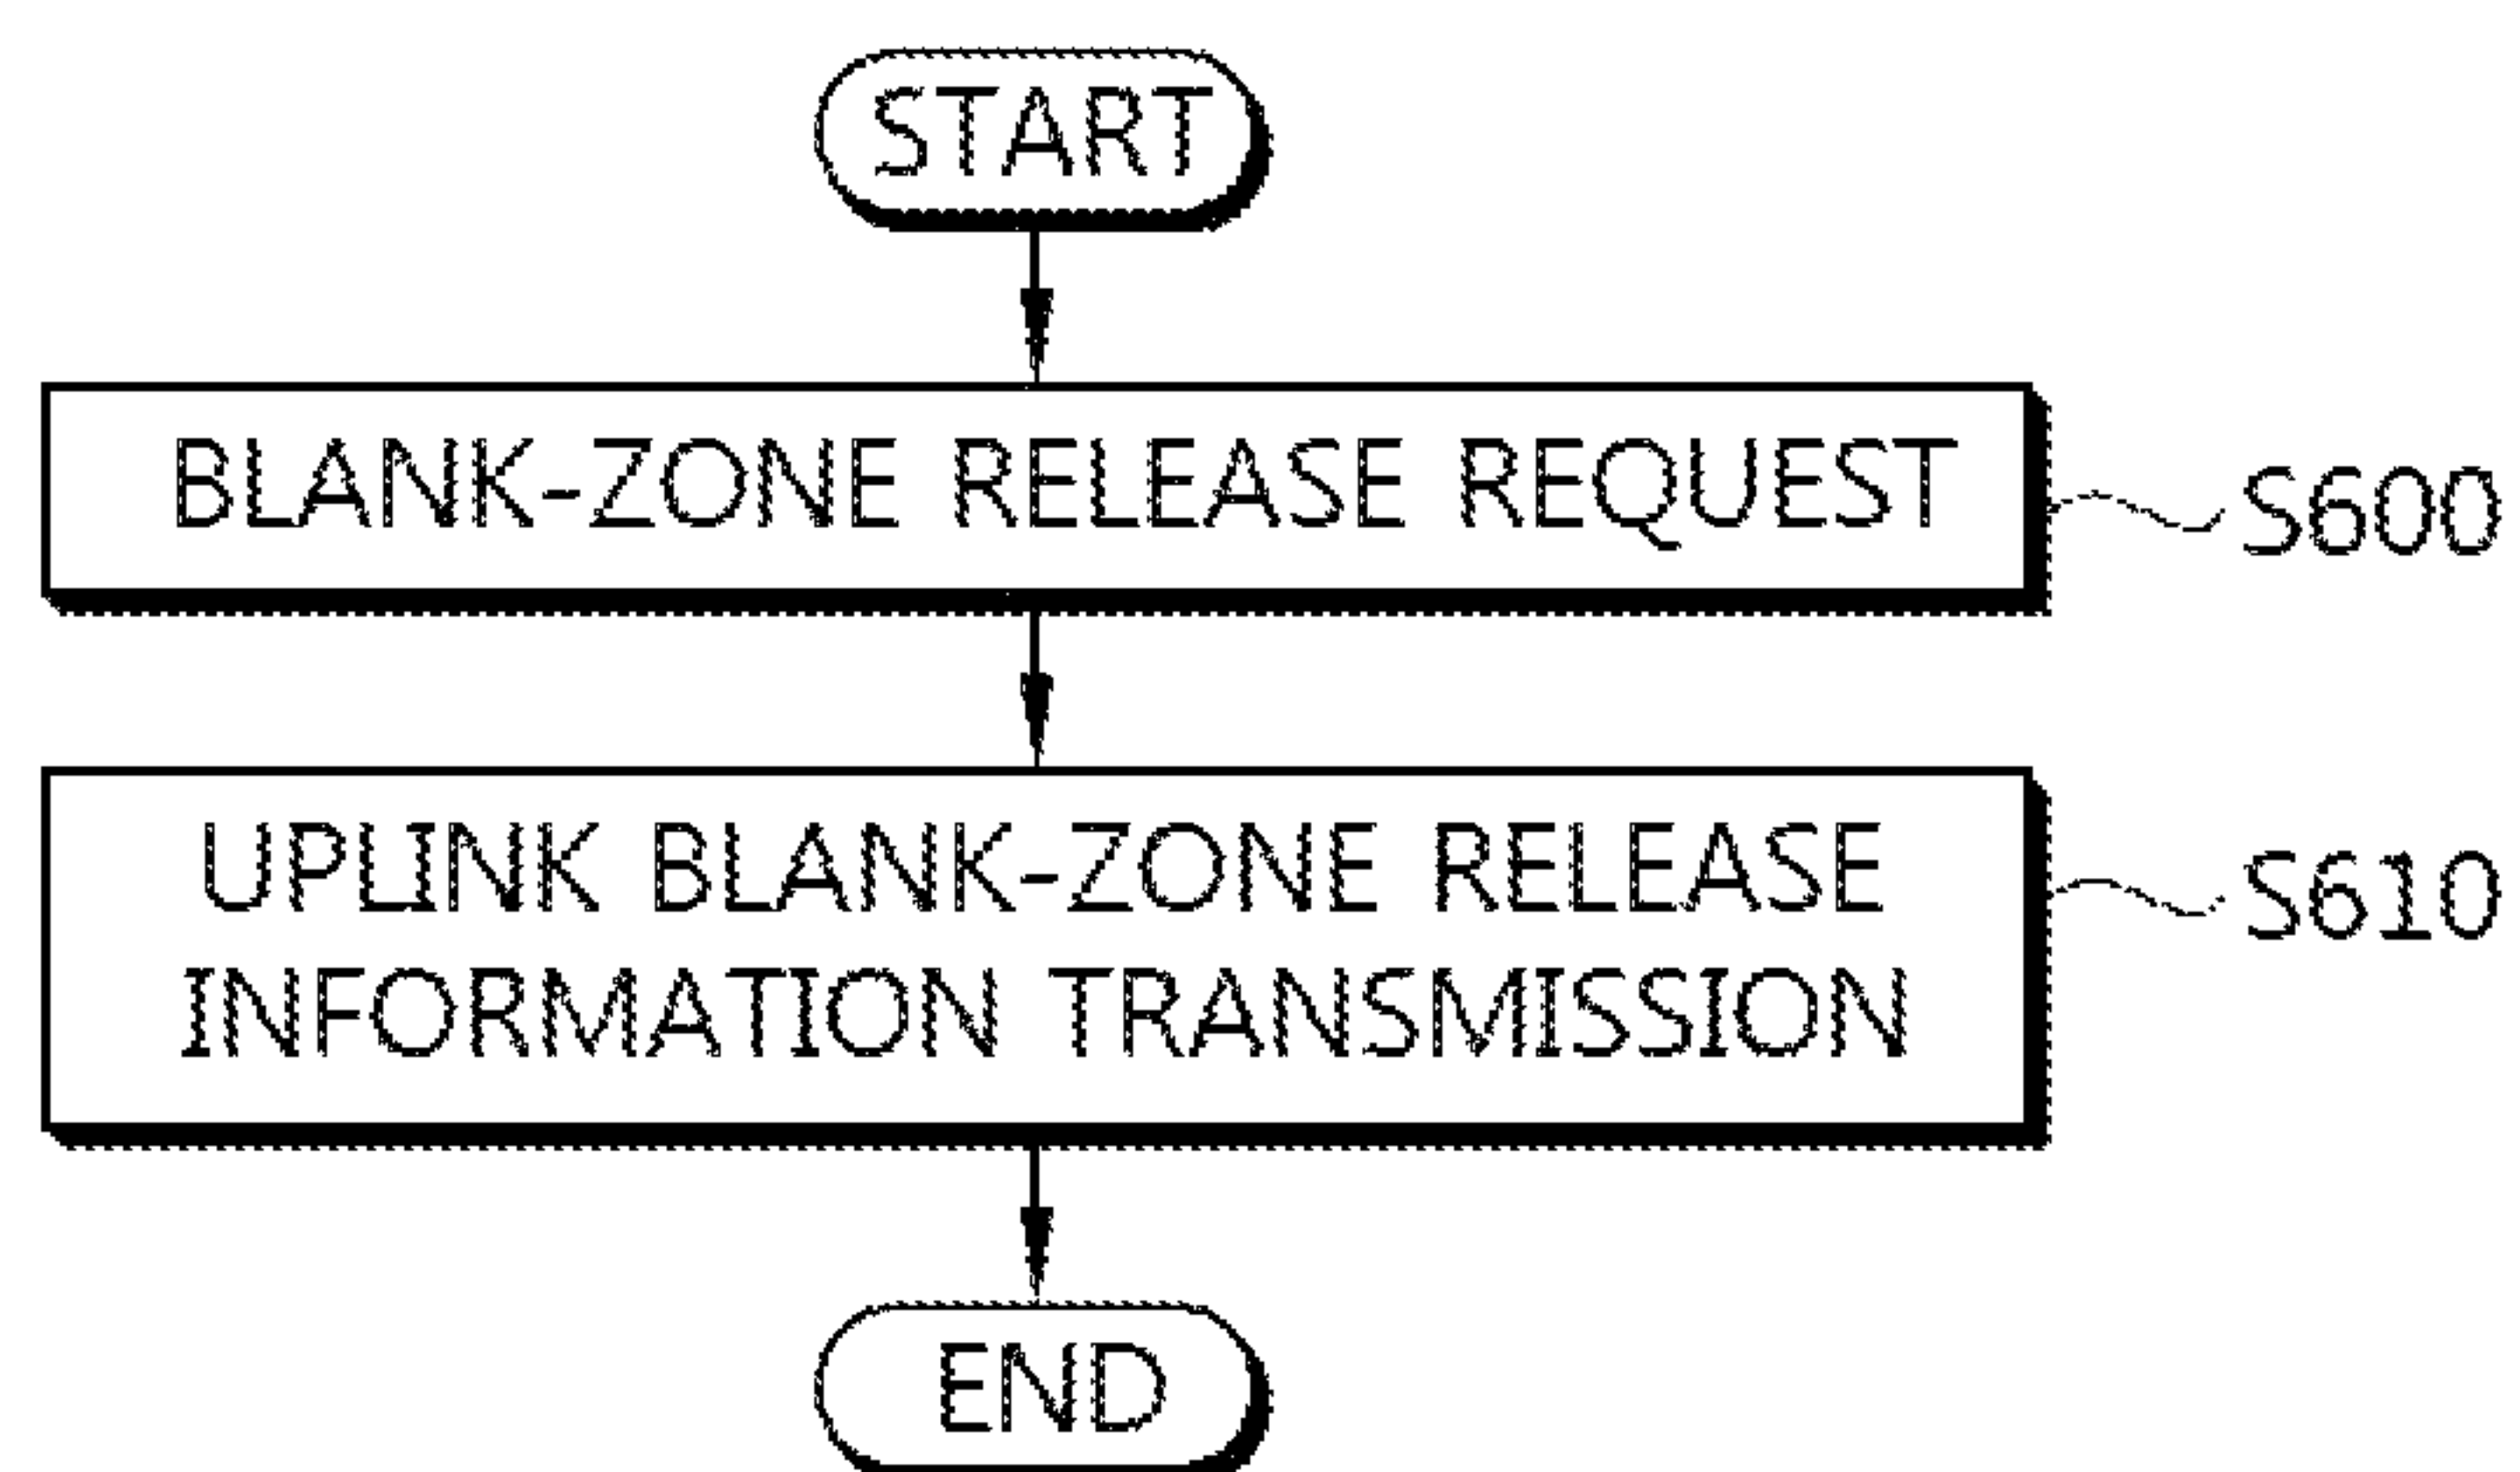 START
BLANK-ZONE RELEASE REQUEST
S600
UPLINK BLANK-ZONE RELEASE
INFORMATION TRANSMISSION
S610
END